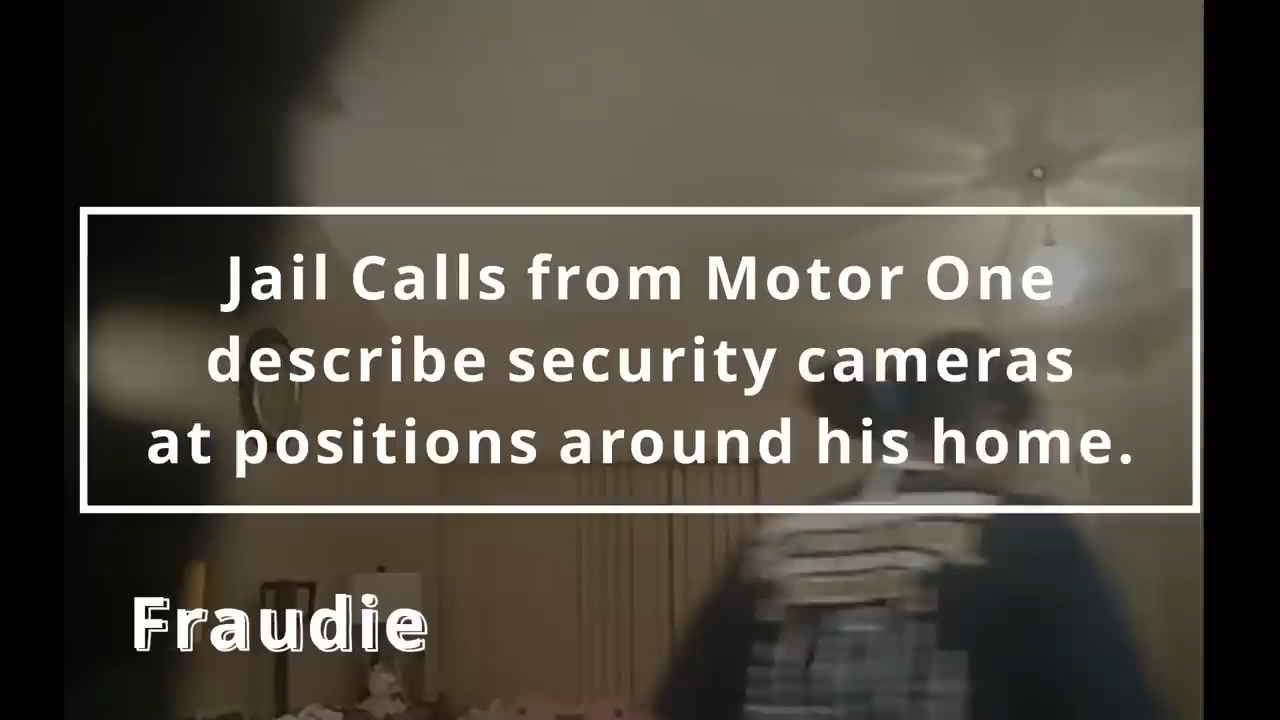 Jail Calls from Motor One
describe security cameras
at positions around his home.
Fraudie